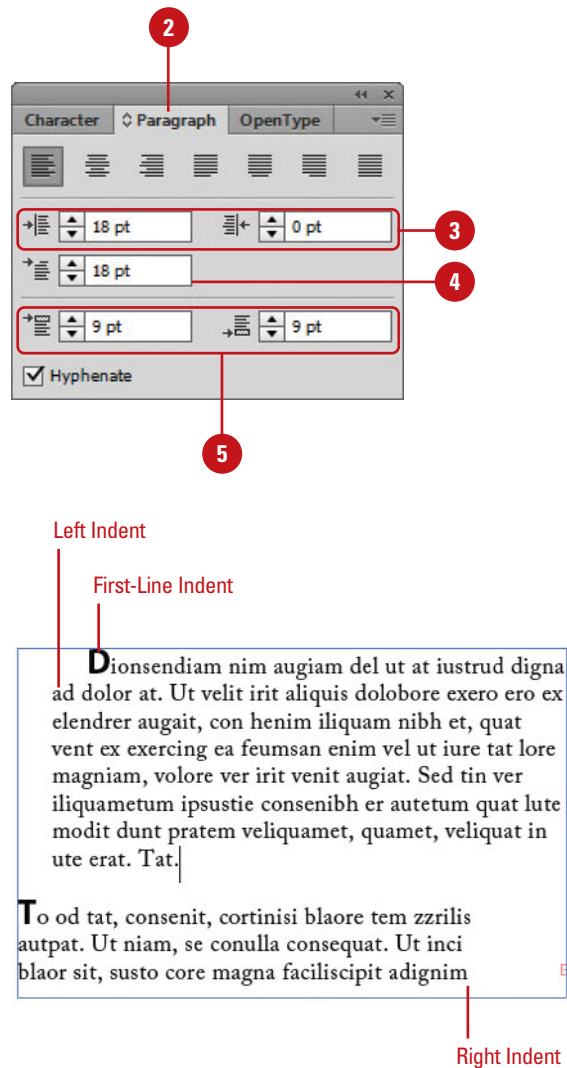 2
Character Paragraph OpenType
18 pt 0 pt
3
18 pt
4
9 pt 9 pt
Hyphenate
5
Left Indent
First-Line Indent
Dionsendiam nim augiam del ut at iustrud digna
ad dolor at. Ut velit irit aliquis dolobore exero ero ex
elendrer augait, con henim iliquam nibh et, quat
vent ex exercing ea feumsan enim vel ut iure tat lore
magniam, volore ver irit venit augiat. Sed tin ver
iliquametum ipsustie consenibh er autetum quat lute
modit dunt pratem veliquamet, quamet, veliquat in
ute erat. Tat.
To od tat, consenit, cortinisi blaore tem zzrilis
autpat. Ut niam, se conulla consequat. Ut inci
blaor sit, susto core magna faciliscipit adignim
Right Indent